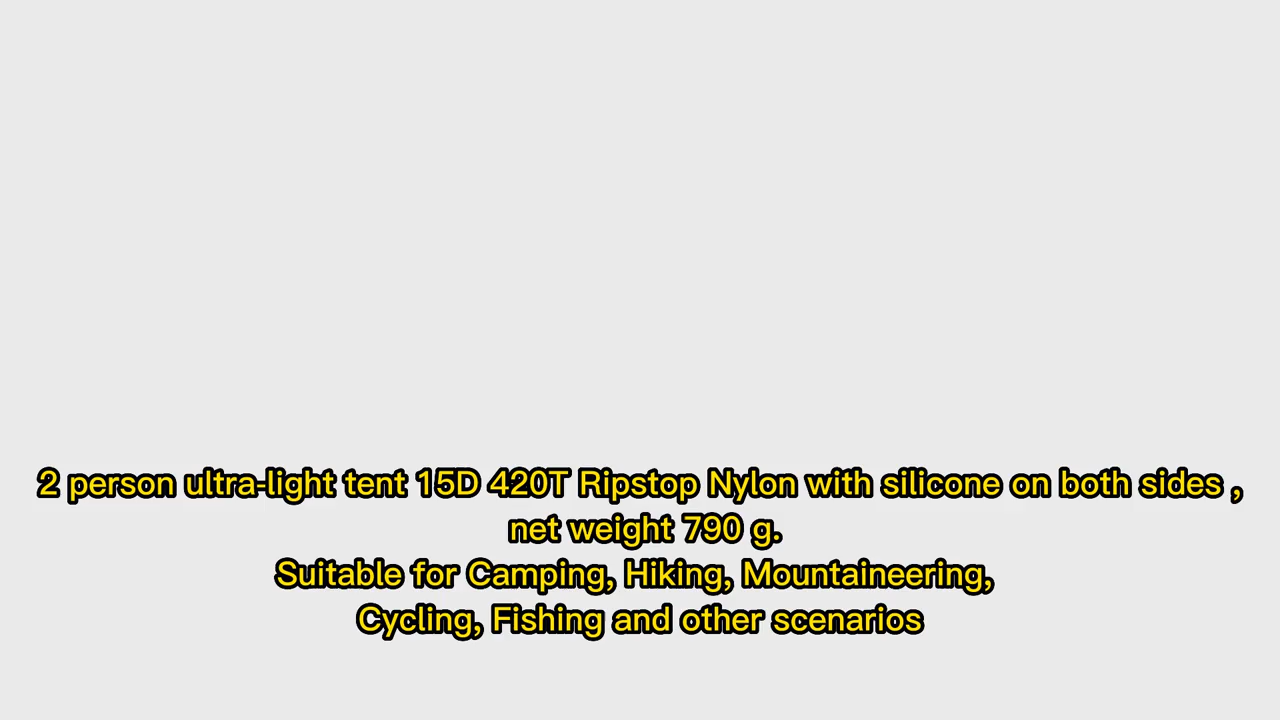 2 person ultra-light tent 15D 420T Ripstop Nylon with silicone on both sides ,
net weight 790 g.
Suitable for Camping, Hiking, Mountaineering,
Cycling, Fishing and other scenarios